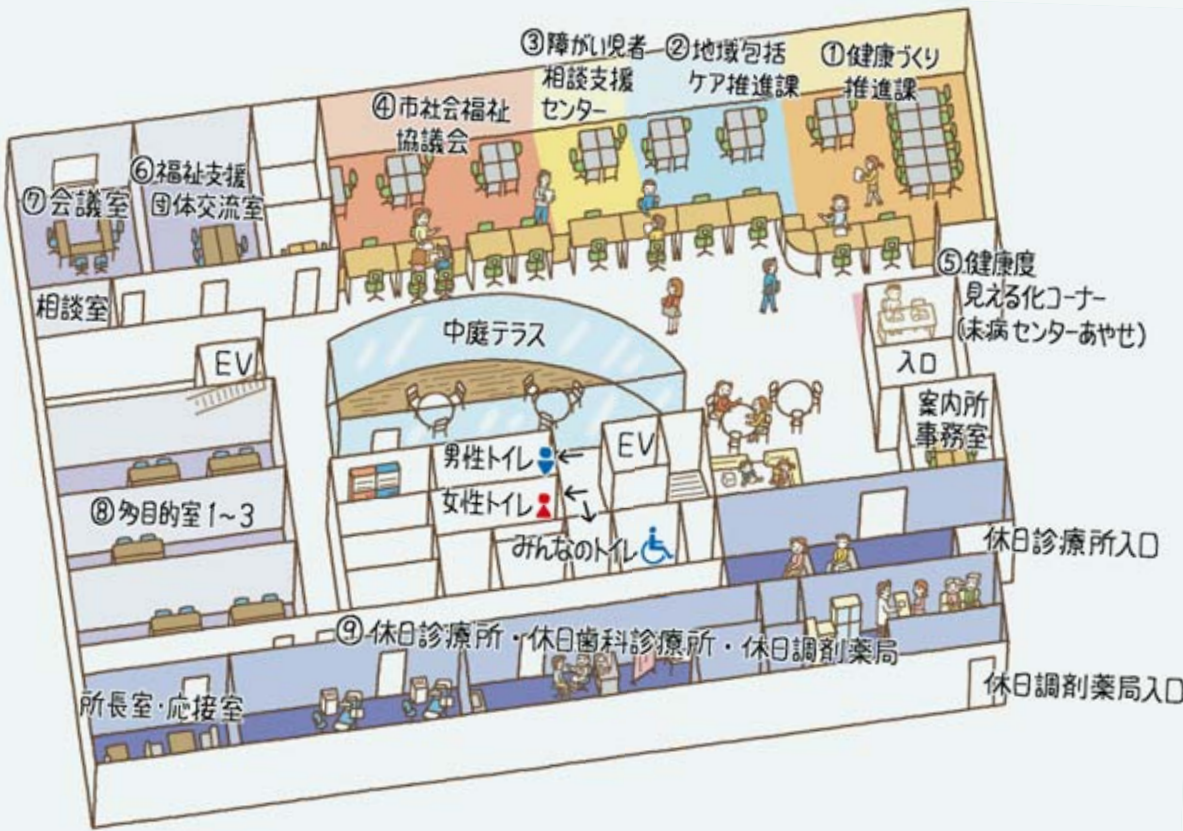 ③障がい児者
相談支援
センター
②地域包括
ケア推進課
①健康づくり
推進課
④市社会福祉
協議会
⑥福祉支援
団体交流室
⑦会議室
相談室
⑤健康度
見える化コーナー
(未病センターあやせ)
入口
案内所
事務室
中庭テラス
EV
EV
男性トイレ
女性トイレ
みんなのトイレ
⑧多目的室1~3
休日診療所入口
⑨休日診療所・休日歯科診療所・休日調剤薬局
所長室・応接室
休日調剤薬局入口